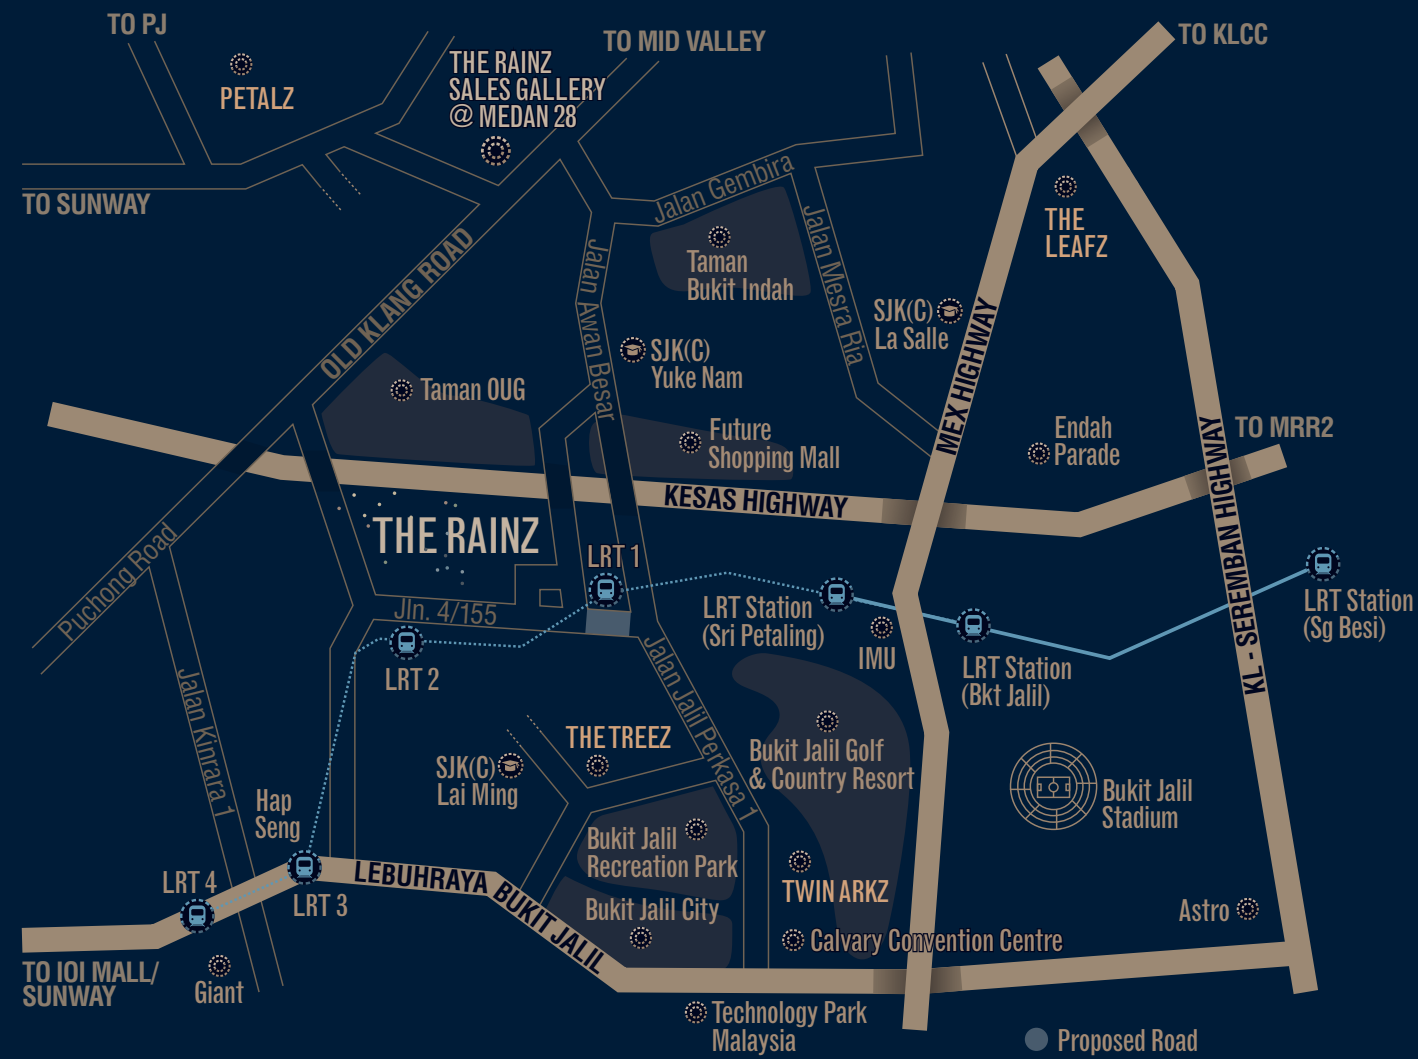 TO PJ
PETALZ
THE RAINZ
SALES GALLERY
@ MEDAN 28
TO MID VALLEY
TO KLCC
TO SUNWAY
Jalan Gembira
THE
LEAFZ
Taman
Bukit Indah
Jalan Mesra Ria
OLD KLANG ROAD
Jalan Awan Besar
SJK(C)
La Salle
MEX HIGHWAY
SJK(C)
Yuke Nam
Taman OUG
Future
Shopping Mall
Endah
Parade
TO MRR2
KESAS HIGHWAY
KL - SEREMBAN HIGHWAY
THE RAINZ
Puchong Road
LRT 1
Jln. 4/155
LRT Station
(Sri Petaling)
IMU
LRT Station
(Bkt Jalil)
LRT Station
(Sg Besi)
LRT 2
Jalan Kinrara 1
Jalan Jalil Perkasa 1
THE TREEZ
SJK(C)
Lai Ming
Bukit Jalil Golf
& Country Resort
Bukit Jalil
Stadium
Hap
Seng
Bukit Jalil
Recreation Park
LEBUHRAYA BUKIT JALIL
LRT 4
LRT 3
TWIN ARKZ
Bukit Jalil City
Astro
Calvary Convention Centre
TO IOI MALL/
SUNWAY
Giant
Technology Park
Malaysia
Proposed Road